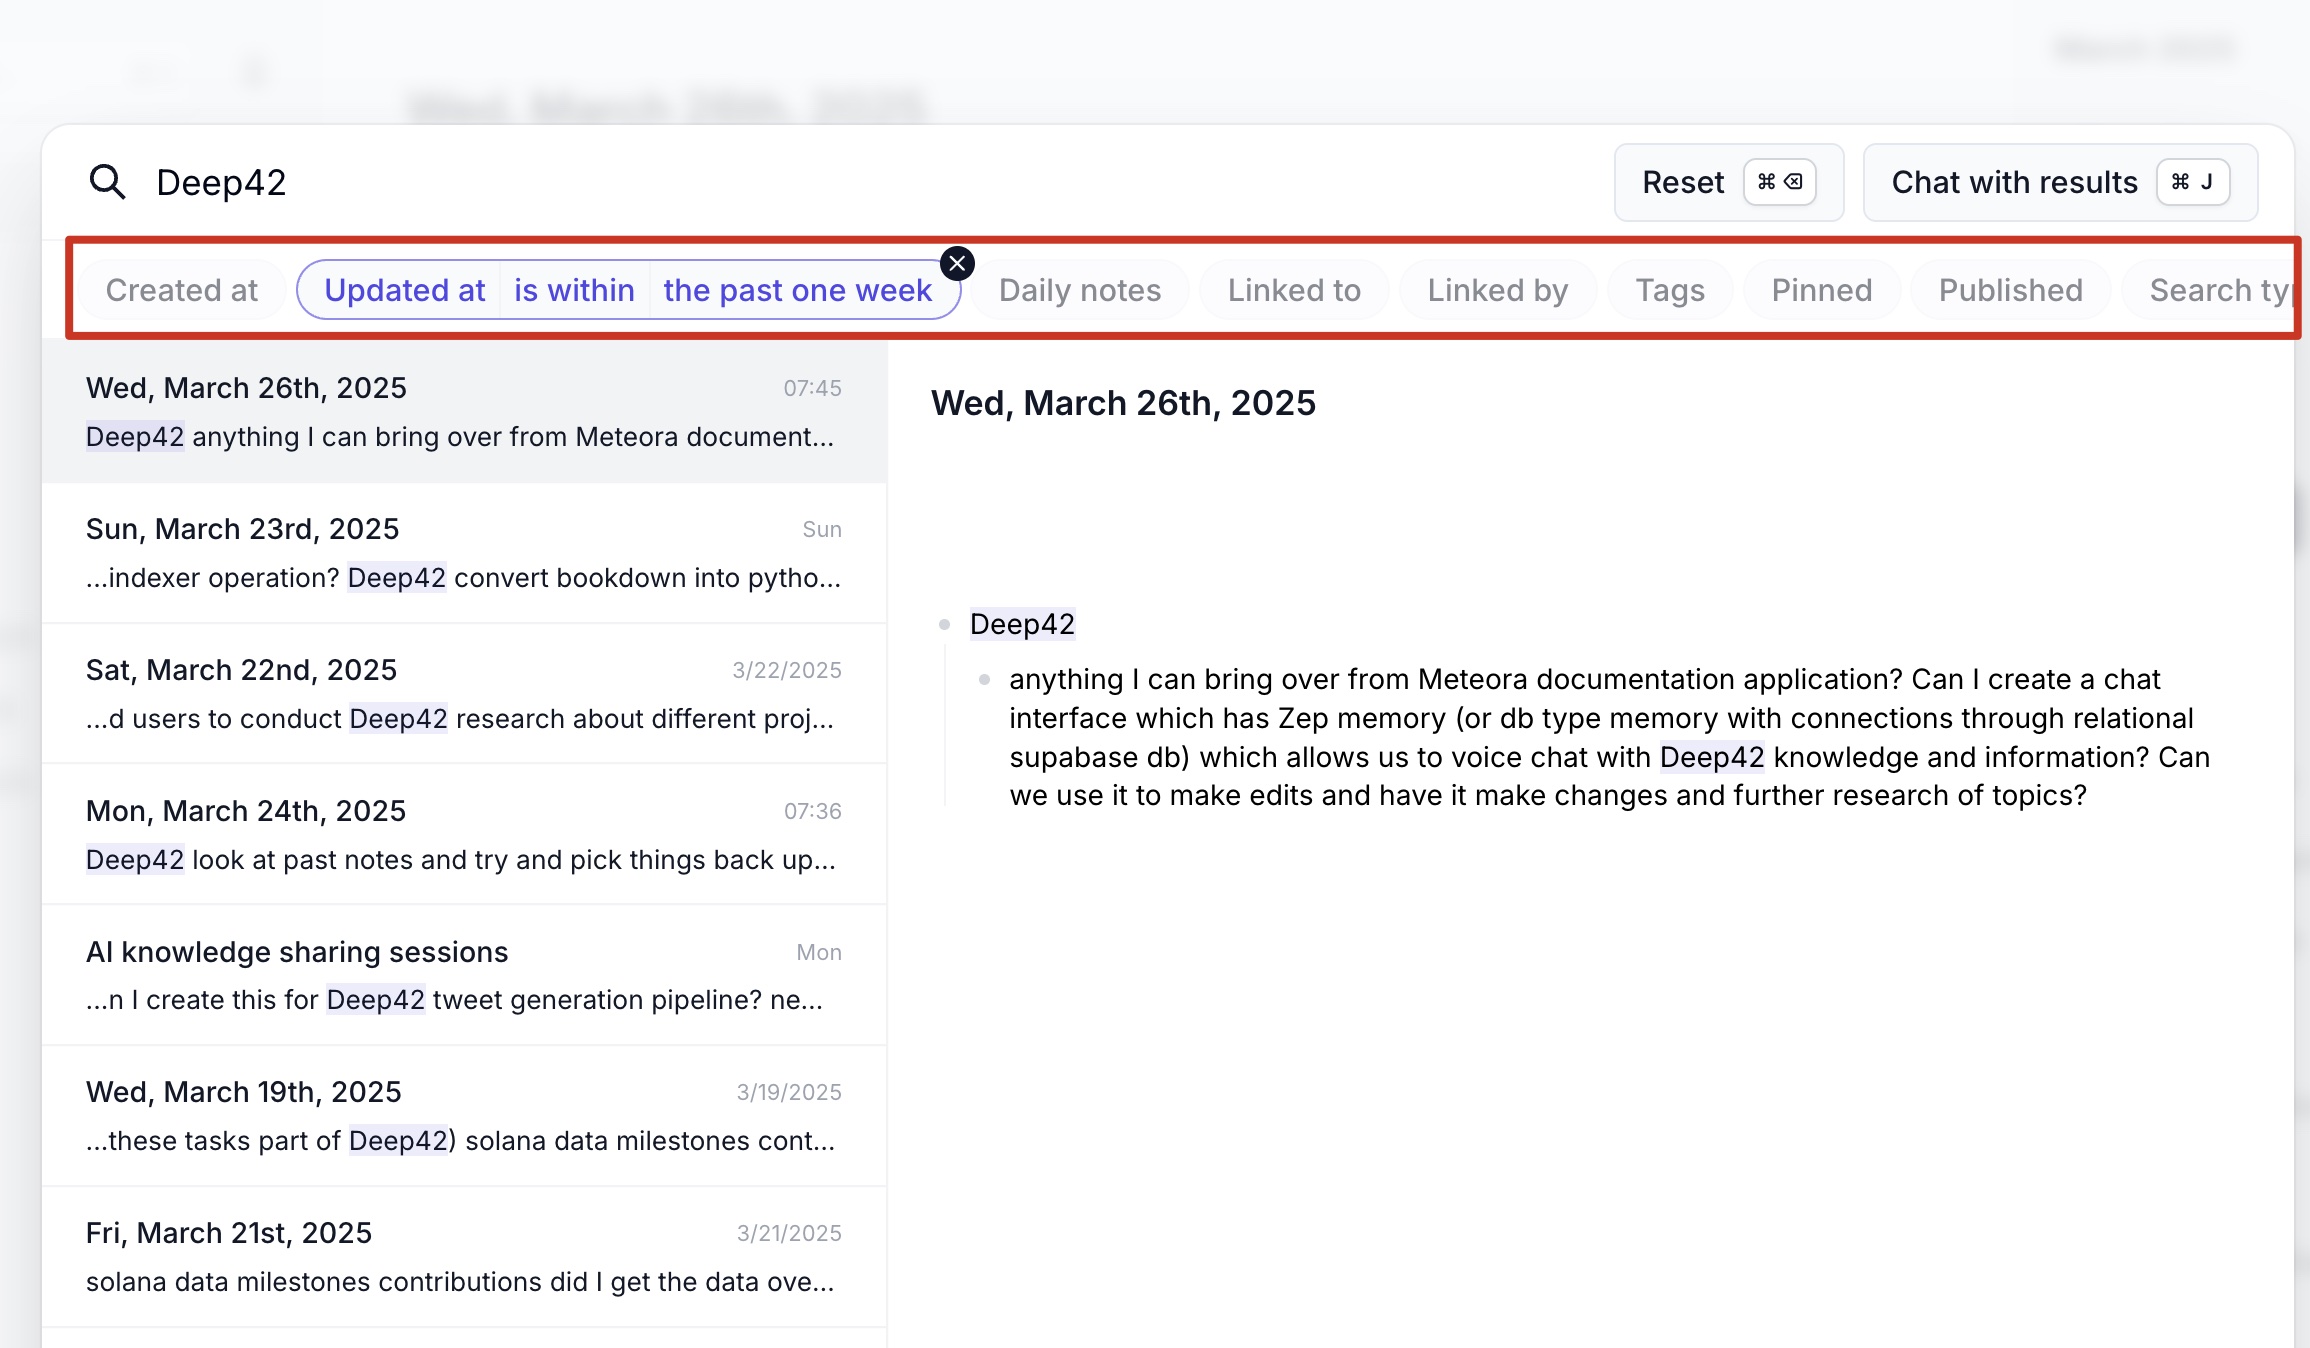 Wed, March 26th, 2025
Deep42
Reset ⌘ ⌫
Chat with results ⌘ J
Created at
Updated at is within the past one week
Daily notes
Linked to
Linked by
Tags
Pinned
Published
Search typ
Wed, March 26th, 2025 07:45
Deep42 anything I can bring over from Meteora document...
Sun, March 23rd, 2025 Sun
...indexer operation? Deep42 convert bookdown into pytho...
Sat, March 22nd, 2025 3/22/2025
...d users to conduct Deep42 research about different proj...
Mon, March 24th, 2025 07:36
Deep42 look at past notes and try and pick things back up...
AI knowledge sharing sessions Mon
...n I create this for Deep42 tweet generation pipeline? ne...
Wed, March 19th, 2025 3/19/2025
...these tasks part of Deep42) solana data milestones cont...
Fri, March 21st, 2025 3/21/2025
solana data milestones contributions did I get the data ove...
Wed, March 26th, 2025
Deep42
anything I can bring over from Meteora documentation application? Can I create a chat
interface which has Zep memory (or db type memory with connections through relational
supabase db) which allows us to voice chat with Deep42 knowledge and information? Can
we use it to make edits and have it make changes and further research of topics?